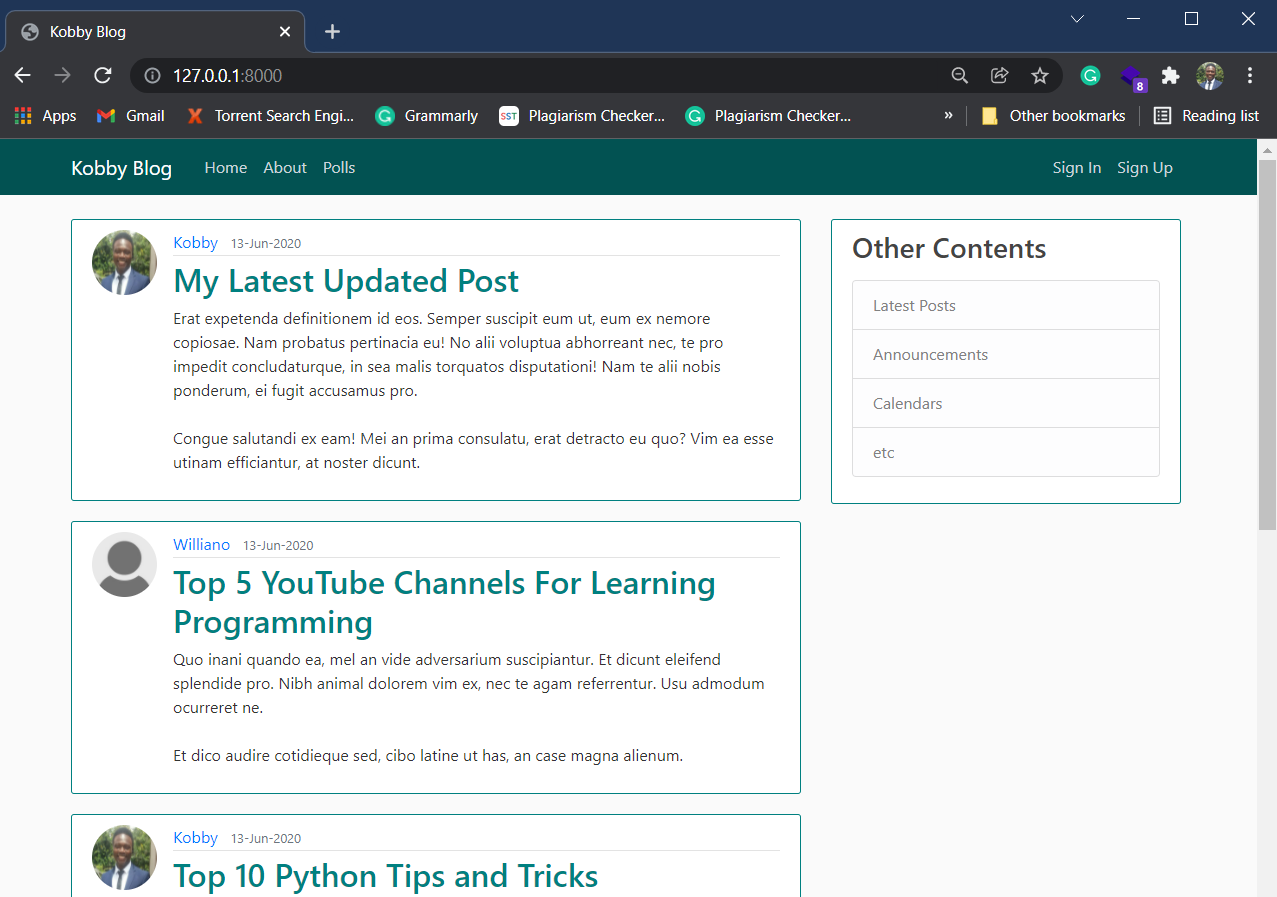 Kobby Blog
127.0.0.1:8000
8
Apps
Gmail
Torrent Search Engi...
Grammarly
SST
Plagiarism Checker...
Plagiarism Checker...
»
Other bookmarks
Reading list
Kobby Blog
Home
About
Polls
Sign In
Sign Up
Kobby 13-Jun-2020
My Latest Updated Post
Erat expetenda definitionem id eos. Semper suscipit eum ut, eum ex nemore
copiosae. Nam probatus pertinacia eu! No alii voluptua abhorreant nec, te pro
impedit concludaturque, in sea malis torquatos disputationi! Nam te alii nobis
ponderum, ei fugit accusamus pro.
Congue salutandi ex eam! Mei an prima consulatu, erat detracto eu quo? Vim ea esse
utinam efficiantur, at noster dicunt.
Williano 13-Jun-2020
Top 5 YouTube Channels For Learning
Programming
Quo inani quando ea, mel an vide adversarium suscipiantur. Et dicunt eleifend
splendide pro. Nibh animal dolorem vim ex, nec te agam referrentur. Usu admodum
ocurreret ne.
Et dico audire cotidieque sed, cibo latine ut has, an case magna alienum.
Kobby 13-Jun-2020
Top 10 Python Tips and Tricks
Other Contents
Latest Posts
Announcements
Calendars
etc